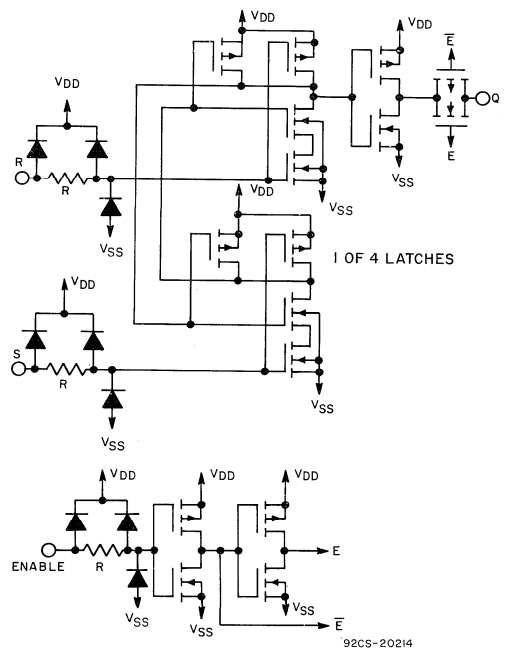 VDD
VDD
E̅
VDD
Q
R
R
VSS
E
VSS
VDD
VSS
1 OF 4 LATCHES
VDD
S
R
VSS
VSS
VDD
VDD
VDD
ENABLE
R
E
VSS
VSS
VSS
E̅
92CS-20214